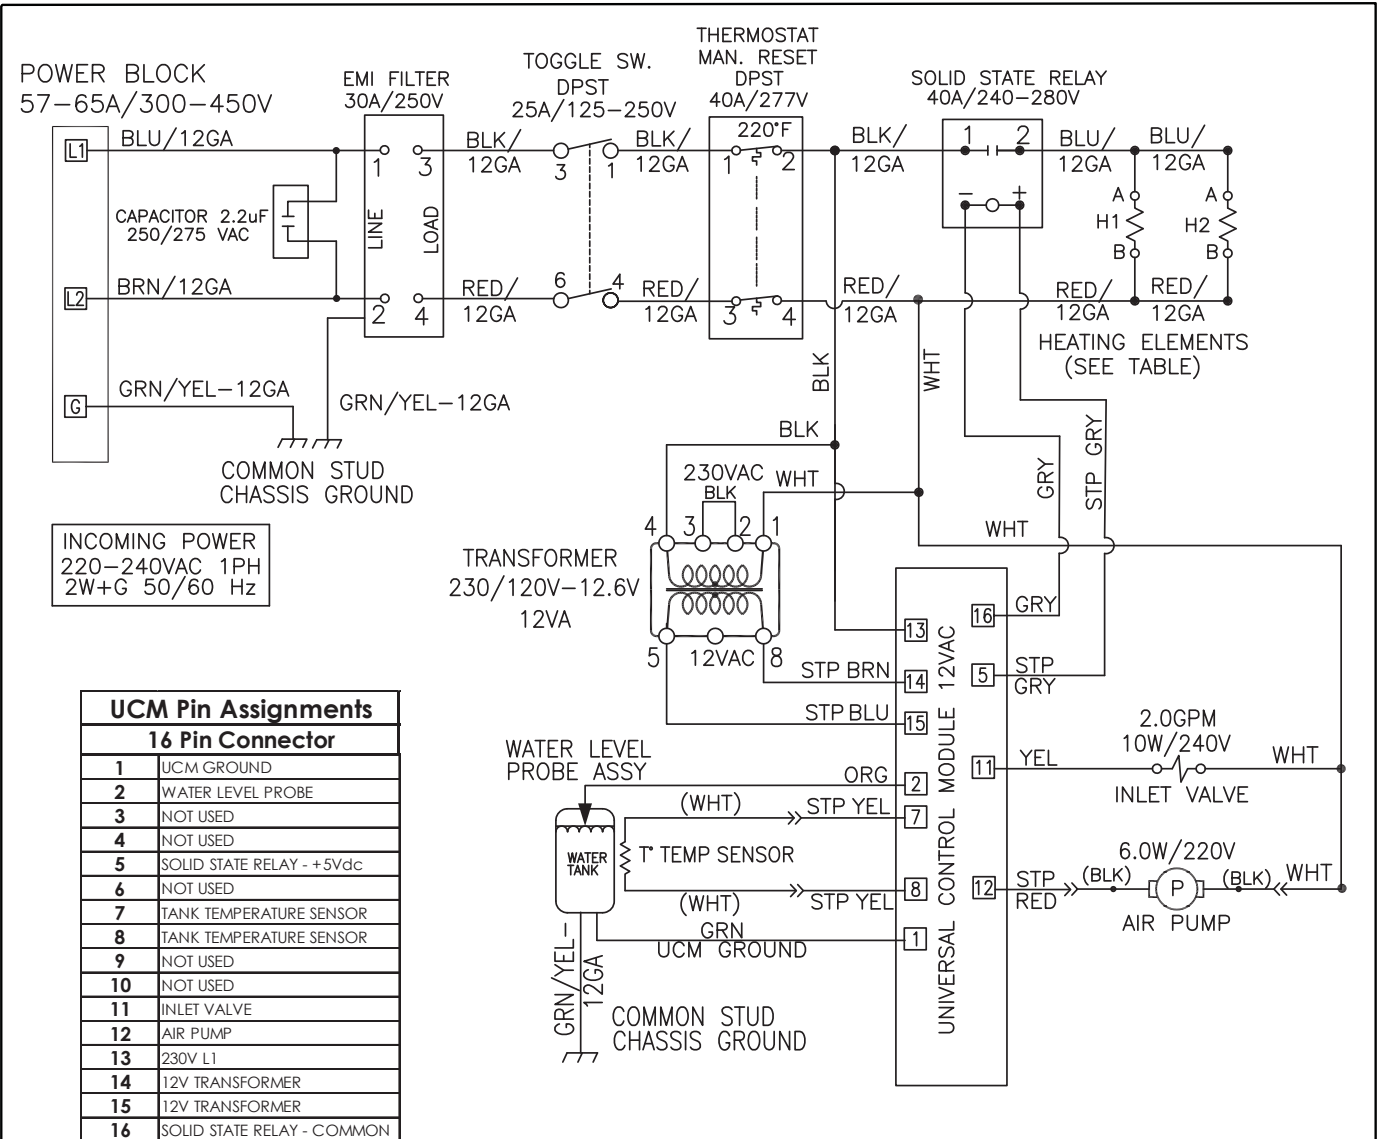 POWER BLOCK
57-65A/300-450V
EMI FILTER
30A/250V
TOGGLE SW.
DPST
25A/125-250V
THERMOSTAT
MAN. RESET
DPST
40A/277V
SOLID STATE RELAY
40A/240-280V
L1
BLU/12GA
1
3
BLK/
12GA
3
1
BLK/
12GA
220°F
1
2
BLK/
12GA
1
2
BLU/
12GA
BLU/
12GA
CAPACITOR 2.2uF
250/275 VAC
LINE
LOAD
-
+
A
H1
B
A
H2
B
L2
BRN/12GA
2
4
RED/
12GA
6
4
RED/
12GA
3
4
RED/
12GA
RED/
12GA
RED/
12GA
HEATING ELEMENTS
(SEE TABLE)
G
GRN/YEL-12GA
GRN/YEL-12GA
COMMON STUD
CHASSIS GROUND
BLK
WHT
BLK
GRY
STP GRY
INCOMING POWER
220-240VAC 1PH
2W+G 50/60 Hz
230VAC
BLK
WHT
WHT
4
3
2
1
TRANSFORMER
230/120V-12.6V
12VA
5
12VAC
8
STP BRN
STP BLU
13
14
15
2
7
8
1
UNIVERSAL CONTROL MODULE 12VAC
16
GRY
5
STP
GRY
11
YEL
2.0GPM
10W/240V
INLET VALVE
WHT
12
STP
RED
(BLK)
6.0W/220V
P
AIR PUMP
(BLK)
WHT
WATER LEVEL
PROBE ASSY
ORG
(WHT)
STP YEL
WATER
TANK
T° TEMP SENSOR
(WHT)
STP YEL
GRN
UCM GROUND
GRN/YEL-
12GA
COMMON STUD
CHASSIS GROUND
UCM Pin Assignments
16 Pin Connector
1 UCM GROUND
2 WATER LEVEL PROBE
3 NOT USED
4 NOT USED
5 SOLID STATE RELAY - +5Vdc
6 NOT USED
7 TANK TEMPERATURE SENSOR
8 TANK TEMPERATURE SENSOR
9 NOT USED
10 NOT USED
11 INLET VALVE
12 AIR PUMP
13 230V L1
14 12V TRANSFORMER
15 12V TRANSFORMER
16 SOLID STATE RELAY - COMMON